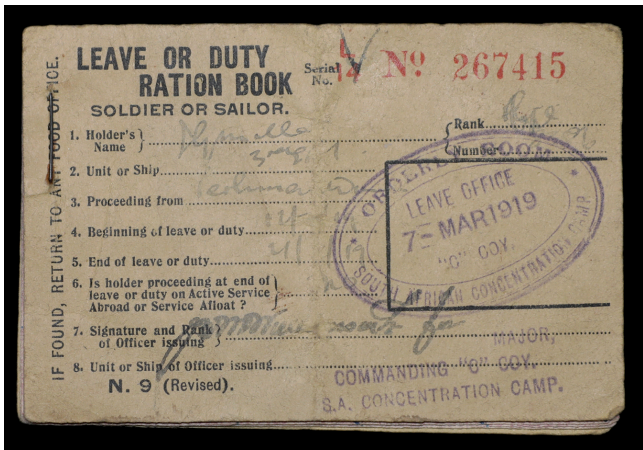 LEAVE OR DUTY
RATION BOOK
SOLDIER OR SAILOR.
Serial No. L/4 Nº 267415
1. Holder's Name
Rank
Number
2. Unit or Ship
3. Proceeding from
4. Beginning of leave or duty
5. End of leave or duty
6. Is holder proceeding at end of
leave or duty on Active Service
Abroad or Service Afloat ?
7. Signature and Rank
of Officer issuing
8. Unit or Ship of Officer issuing
N. 9 (Revised).
IF FOUND, RETURN TO ANY FOOD OFFICE.
ORDERLY ROOM
LEAVE OFFICE
7 = MAR 1919
"C" COY.
SOUTH AFRICAN CONCENTRATION CAMP
MAJOR,
COMMANDING "C" COY.
S.A. CONCENTRATION CAMP.